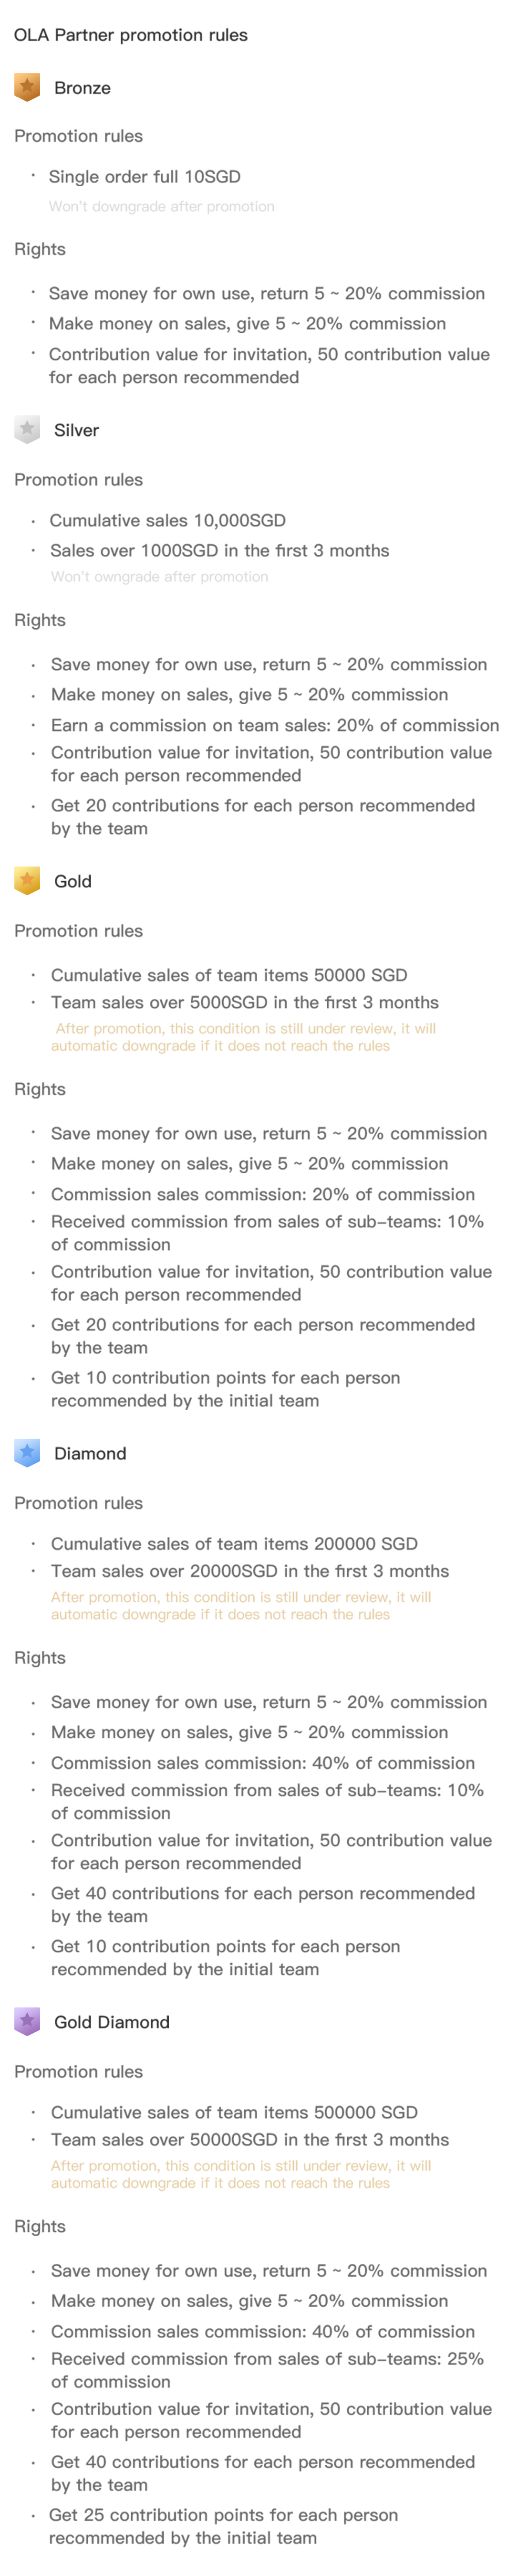 OLA Partner promotion rules
Bronze
Promotion rules
· Single order full 10SGD
Won't downgrade after promotion
Rights
· Save money for own use, return 5 ~ 20% commission
· Make money on sales, give 5 ~ 20% commission
· Contribution value for invitation, 50 contribution value
for each person recommended
Silver
Promotion rules
· Cumulative sales 10,000SGD
· Sales over 1000SGD in the first 3 months
Won't owngrade after promotion
Rights
· Save money for own use, return 5 ~ 20% commission
· Make money on sales, give 5 ~ 20% commission
· Earn a commission on team sales: 20% of commission
· Contribution value for invitation, 50 contribution value
for each person recommended
· Get 20 contributions for each person recommended
by the team
Gold
Promotion rules
· Cumulative sales of team items 50000 SGD
· Team sales over 5000SGD in the first 3 months
After promotion, this condition is still under review, it will
automatic downgrade if it does not reach the rules
Rights
· Save money for own use, return 5 ~ 20% commission
· Make money on sales, give 5 ~ 20% commission
· Commission sales commission: 20% of commission
· Received commission from sales of sub-teams: 10%
of commission
· Contribution value for invitation, 50 contribution value
for each person recommended
· Get 20 contributions for each person recommended
by the team
· Get 10 contribution points for each person
recommended by the initial team
Diamond
Promotion rules
· Cumulative sales of team items 200000 SGD
· Team sales over 20000SGD in the first 3 months
After promotion, this condition is still under review, it will
automatic downgrade if it does not reach the rules
Rights
· Save money for own use, return 5 ~ 20% commission
· Make money on sales, give 5 ~ 20% commission
· Commission sales commission: 40% of commission
· Received commission from sales of sub-teams: 10%
of commission
· Contribution value for invitation, 50 contribution value
for each person recommended
· Get 40 contributions for each person recommended
by the team
· Get 10 contribution points for each person
recommended by the initial team
Gold Diamond
Promotion rules
· Cumulative sales of team items 500000 SGD
· Team sales over 50000SGD in the first 3 months
After promotion, this condition is still under review, it will
automatic downgrade if it does not reach the rules
Rights
· Save money for own use, return 5 ~ 20% commission
· Make money on sales, give 5 ~ 20% commission
· Commission sales commission: 40% of commission
· Received commission from sales of sub-teams: 25%
of commission
· Contribution value for invitation, 50 contribution value
for each person recommended
· Get 40 contributions for each person recommended
by the team
· Get 25 contribution points for each person
recommended by the initial team